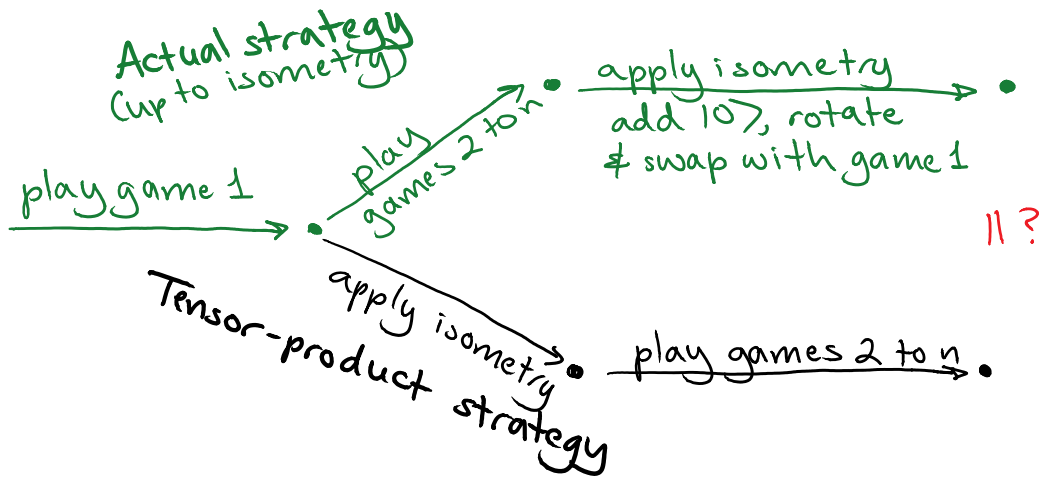 Actual strategy
(up to isometry)
play game 1
play
games 2 to n
apply isometry
add |0>, rotate
& swap with game 1
|| ?
apply isometry
Tensor-product strategy
play games 2 to n